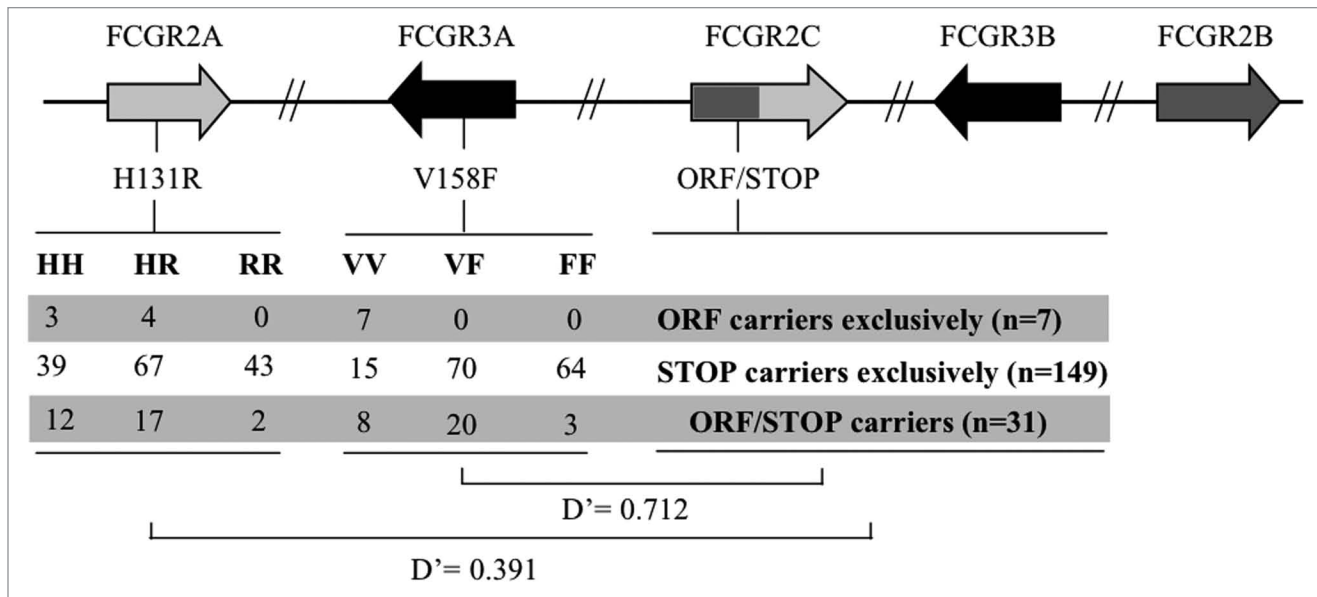 FCGR2A FCGR3A FCGR2C FCGR3B FCGR2B
H131R V158F ORF/STOP
HH HR RR VV VF FF
3 4 0 7 0 0 ORF carriers exclusively (n=7)
39 67 43 15 70 64 STOP carriers exclusively (n=149)
12 17 2 8 20 3 ORF/STOP carriers (n=31)
D’= 0.712
D’= 0.391